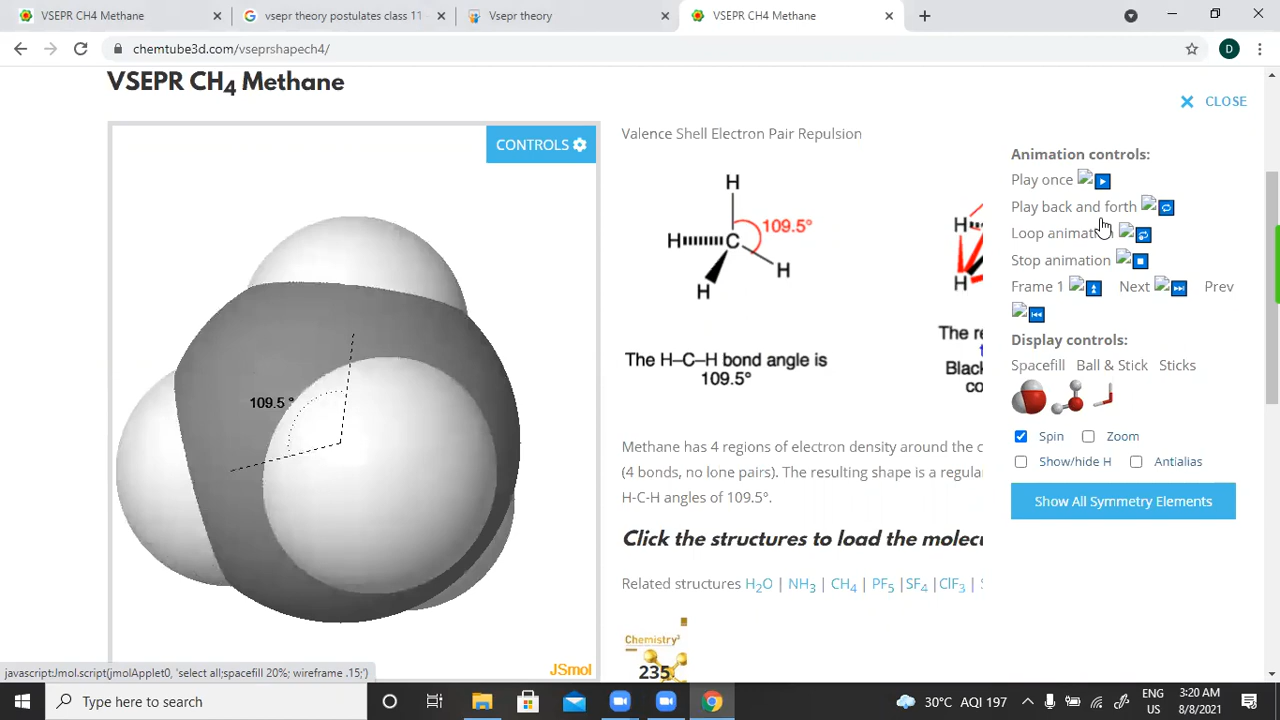 VSEPR CH4 Methane
vsepr theory postulates class 11 -
Vsepr theory
VSEPR CH4 Methane
chemtube3d.com/vseprshapech4/
D
VSEPR CH4 Methane
CLOSE
CONTROLS
Valence Shell Electron Pair Repulsion
Animation controls:
Play once
Play back and forth
Loop animation
Stop animation
Frame 1 Next Prev
Display controls:
Spacefill Ball & Stick Sticks
Spin Zoom
Show/hide H Antialias
Show All Symmetry Elements
109.5 °
H
H C 109.5°
H
H
The H–C–H bond angle is
109.5°
H
H
The re
Black
co
Methane has 4 regions of electron density around the c
(4 bonds, no lone pairs). The resulting shape is a regular
H-C-H angles of 109.5°.
Click the structures to load the molecu
Related structures H2O | NH3 | CH4 | PF5 |SF4 |ClF3 |
Chemistry²
235
JSmol
javascript:Jmol.script(jmolApplet0, 'select all;spacefill 20%; wireframe .15;')
Type here to search
30°C AQI 197
ENG
US
3:20 AM
8/8/2021